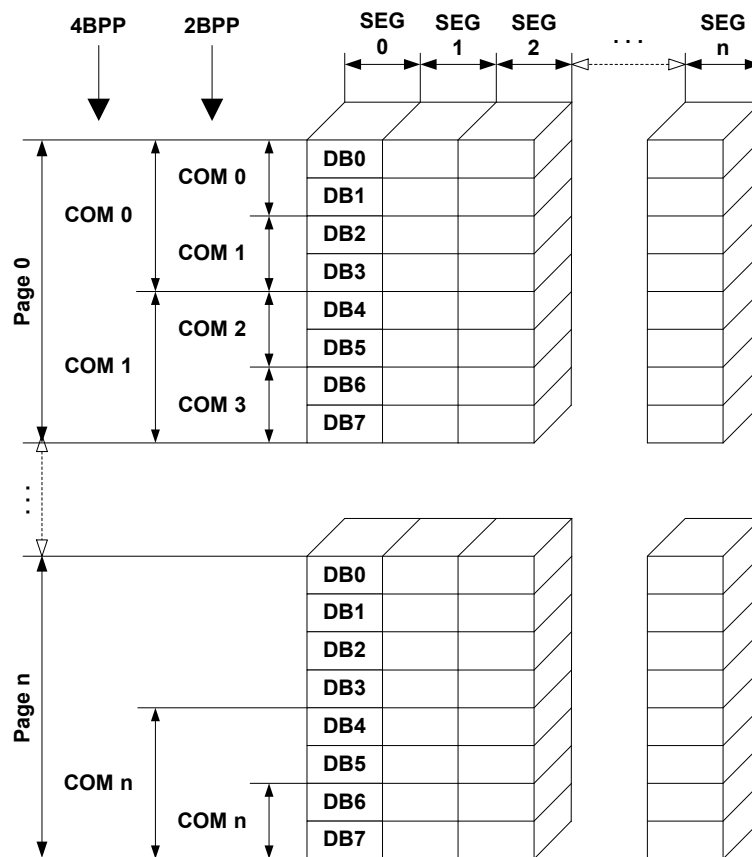 4BPP 2BPP SEG 0 SEG 1 SEG 2 . . . SEG n
Page 0
COM 0
COM 1
COM 0
COM 1
COM 2
COM 3
DB0
DB1
DB2
DB3
DB4
DB5
DB6
DB7
. . .
Page n
COM n
COM n
DB0
DB1
DB2
DB3
DB4
DB5
DB6
DB7